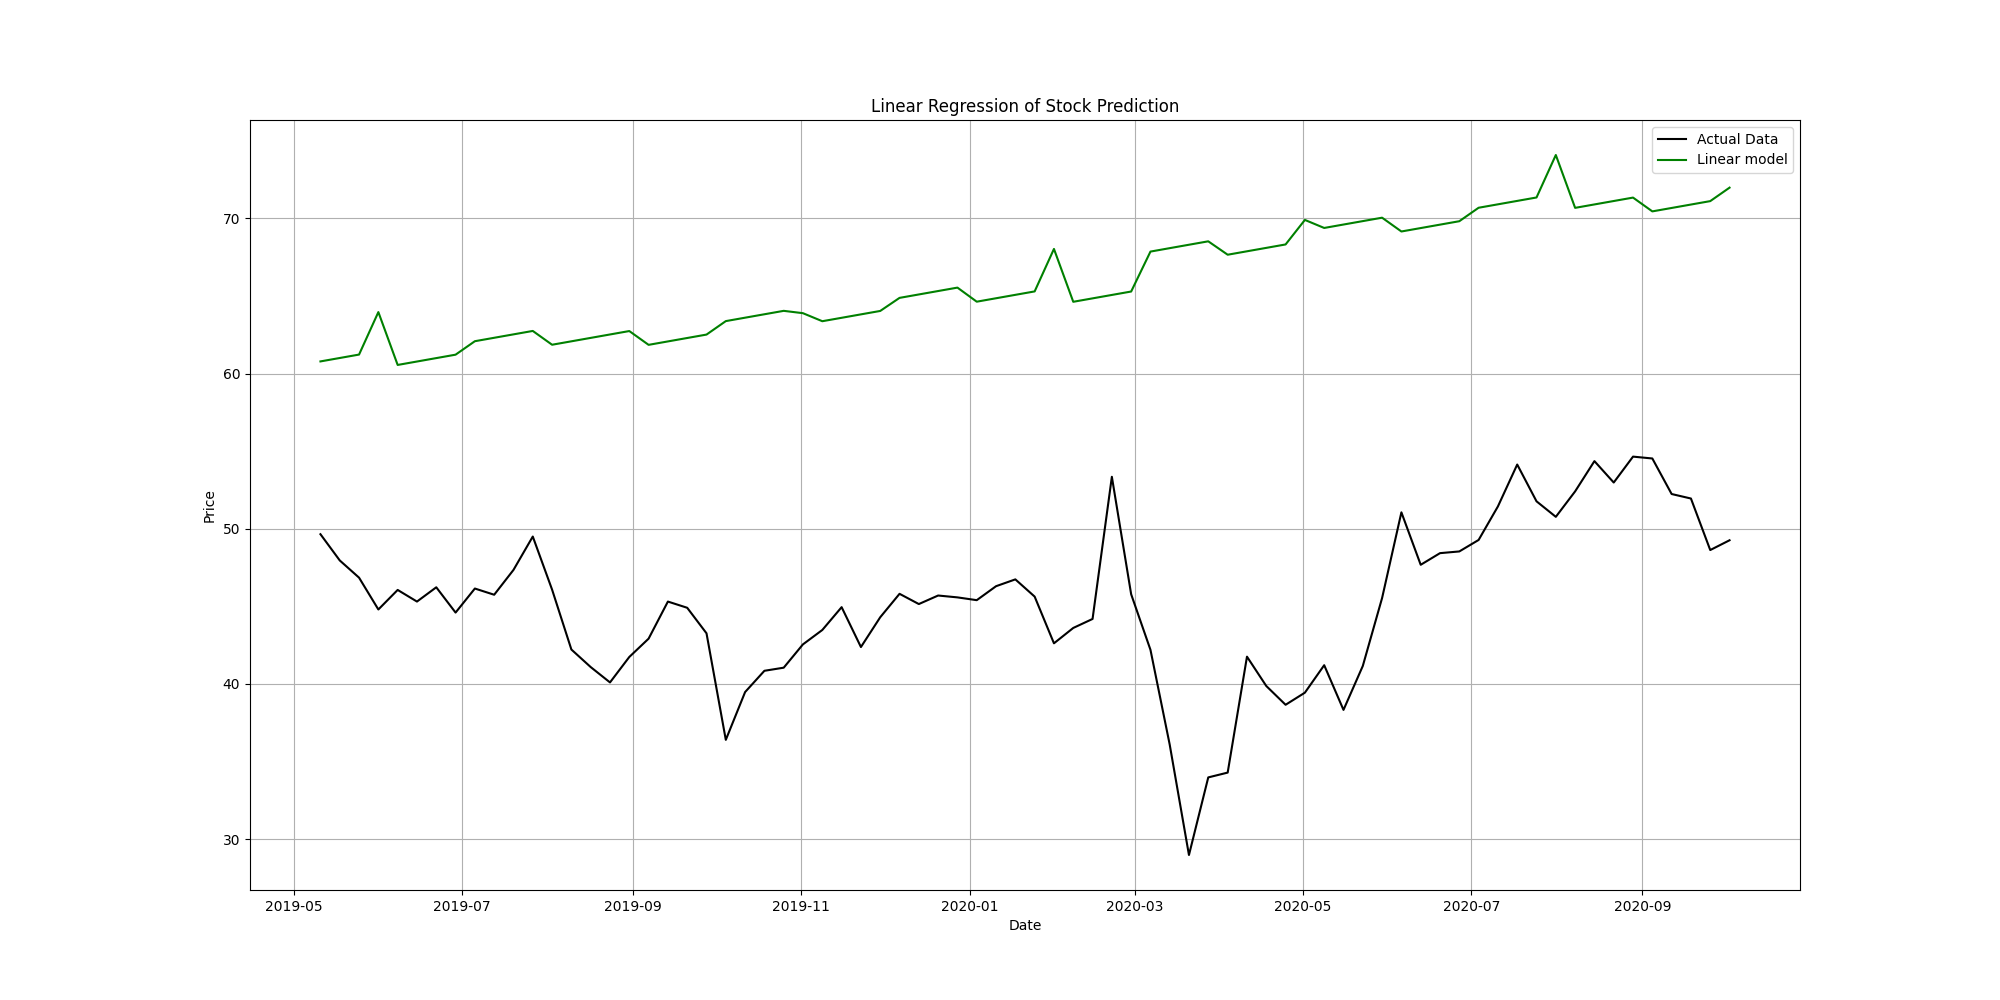 Linear Regression of Stock Prediction
Actual Data
Linear model
70
60
50
40
30
Price
2019-05 2019-07 2019-09 2019-11 2020-01 2020-03 2020-05 2020-07 2020-09
Date